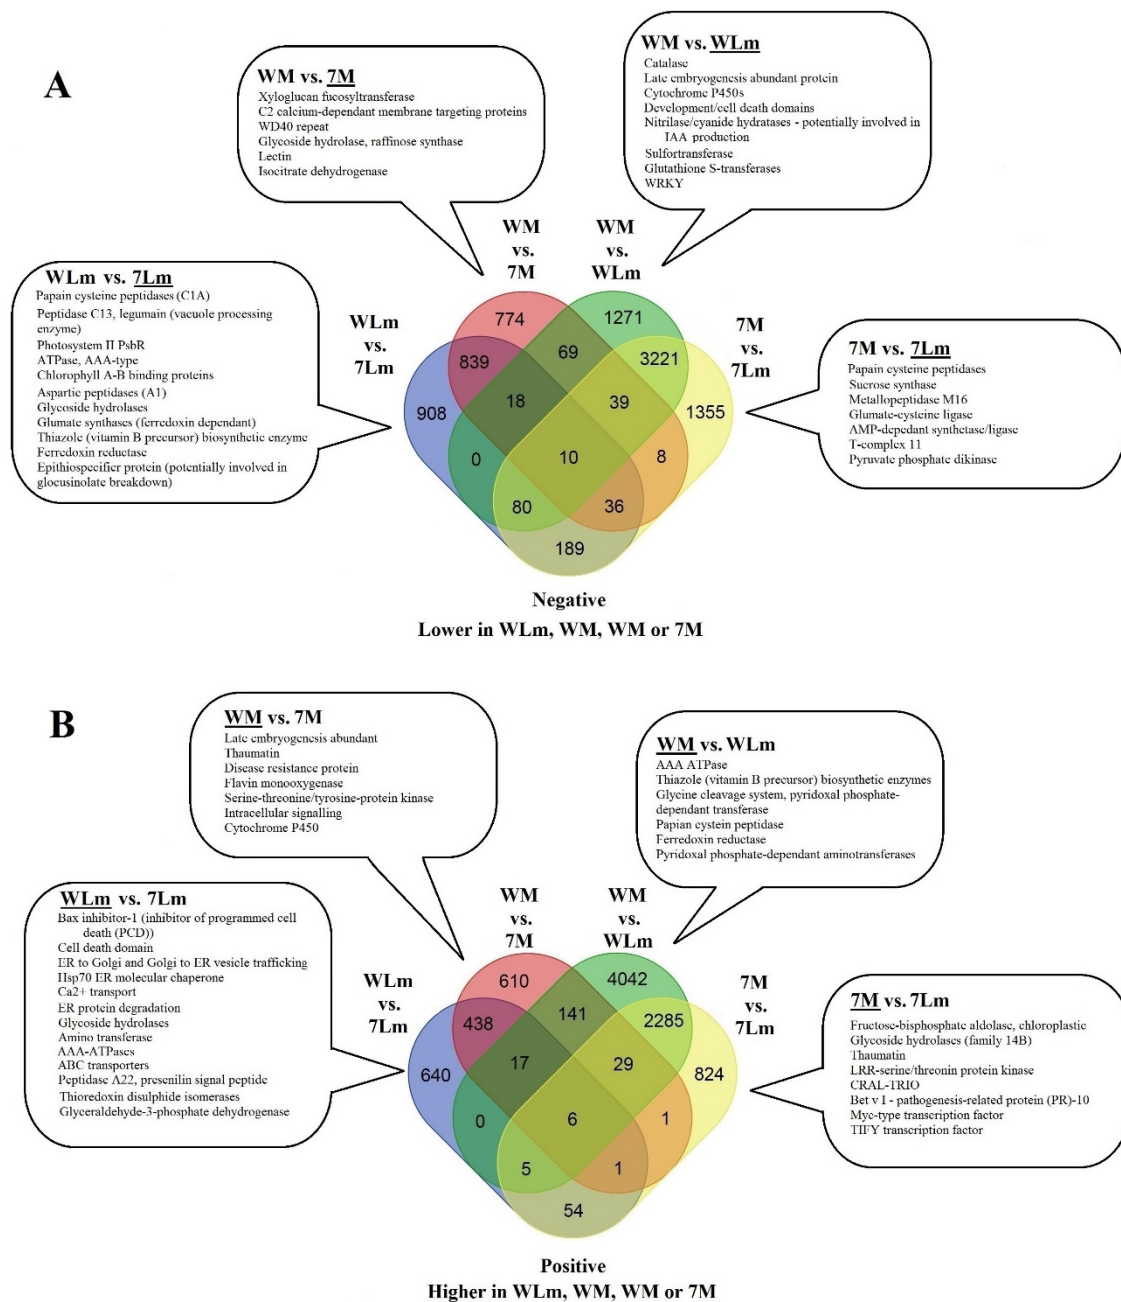 A
WM vs. 7M
Xyloglucan fucosyltransferase
C2 calcium-dependant membrane targeting proteins
WD40 repeat
Glycoside hydrolase, raffinose synthase
Lectin
Isocitrate dehydrogenase
WM vs. WLm
Catalase
Late embryogenesis abundant protein
Cytochrome P450s
Development/cell death domains
Nitrilase/cyanide hydratases - potentially involved in
IAA production
Sulfortransferase
Glutathione S-transferases
WRKY
WLm vs. 7Lm
Papain cysteine peptidases (C1A)
Peptidase C13, legumain (vacuole processing
enzyme)
Photosystem II PsbR
ATPase, AAA-type
Chlorophyll A-B binding proteins
Aspartic peptidases (A1)
Glycoside hydrolases
Glumate synthases (ferredoxin dependant)
Thiazole (vitamin B precursor) biosynthetic enzyme
Ferredoxin reductase
Epithiospecifier protein (potentially involved in
glocusinolate breakdown)
WLm
vs.
7Lm
WM
vs.
7M
WM
vs.
WLm
7M
vs.
7Lm
7M vs. 7Lm
Papain cysteine peptidases
Sucrose synthase
Metallopeptidase M16
Glumate-cysteine ligase
AMP-depedant synthetase/ligase
T-complex 11
Pyruvate phosphate dikinase
774
1271
839
69
3221
908
18
39
1355
0
10
8
80
36
189
Negative
Lower in WLm, WM, WM or 7M
B
WM vs. 7M
Late embryogenesis abundant
Thaumatin
Disease resistance protein
Flavin monooxygenase
Serine-threonine/tyrosine-protein kinase
Intracellular signalling
Cytochrome P450
WM vs. WLm
AAA ATPase
Thiazole (vitamin B precursor) biosynthetic enzymes
Glycine cleavage system, pyridoxal phosphate-
dependant transferase
Papian cystein peptidase
Ferredoxin reductase
Pyridoxal phosphate-dependant aminotransferases
WLm vs. 7Lm
Bax inhibitor-1 (inhibitor of programmed cell
death (PCD))
Cell death domain
ER to Golgi and Golgi to ER vesicle trafficking
Hsp70 ER molecular chaperone
Ca2+ transport
ER protein degradation
Glycoside hydrolases
Amino transferase
AAA-ATPases
ABC transporters
Peptidase A22, presenilin signal peptide
Thioredoxin disulphide isomerases
Glyceraldehyde-3-phosphate dehydrogenase
WLm
vs.
7Lm
WM
vs.
7M
WM
vs.
WLm
7M
vs.
7Lm
7M vs. 7Lm
Fructose-bisphosphate aldolase, chloroplastic
Glycoside hydrolases (family 14B)
Thaumatin
LRR-serine/threonin protein kinase
CRAL-TRIO
Bet v I - pathogenesis-related protein (PR)-10
Myc-type transcription factor
TIFY transcription factor
610
4042
438
141
2285
640
17
29
824
0
6
1
5
1
54
Positive
Higher in WLm, WM, WM or 7M